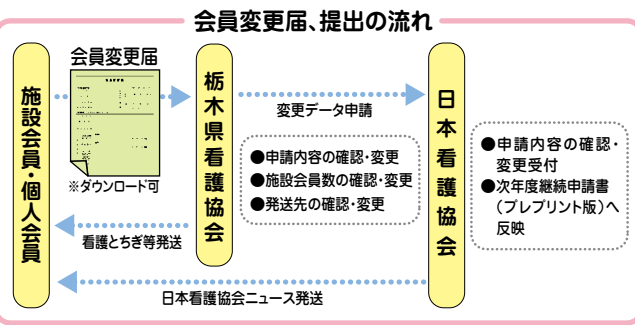 会員変更届、提出の流れ
施設会員・個人会員
会員変更届
※ダウンロード可
栃木県看護協会
変更データ申請
●申請内容の確認・変更
●施設会員数の確認・変更
●発送先の確認・変更
日本看護協会
●申請内容の確認・
変更受付
●次年度継続申請書
（プレプリント版）へ
反映
看護とちぎ等発送
日本看護協会ニュース発送